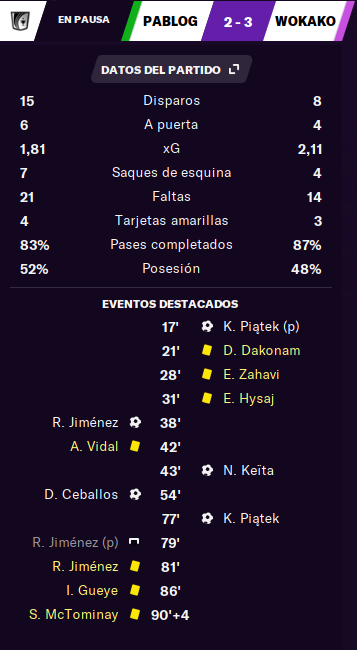 EN PAUSA PABLOG 2 - 3 WOKAKO
DATOS DEL PARTIDO
15 Disparos 8
6 A puerta 4
1,81 xG 2,11
7 Saques de esquina 4
21 Faltas 14
4 Tarjetas amarillas 3
83% Pases completados 87%
52% Posesión 48%
EVENTOS DESTACADOS
17' K. Piątek (p)
21' D. Dakonam
28' E. Zahavi
31' E. Hysaj
R. Jiménez 38'
A. Vidal 42'
43' N. Keïta
D. Ceballos 54'
77' K. Piątek
R. Jiménez (p) 79'
R. Jiménez 81'
I. Gueye 86'
S. McTominay 90'+4